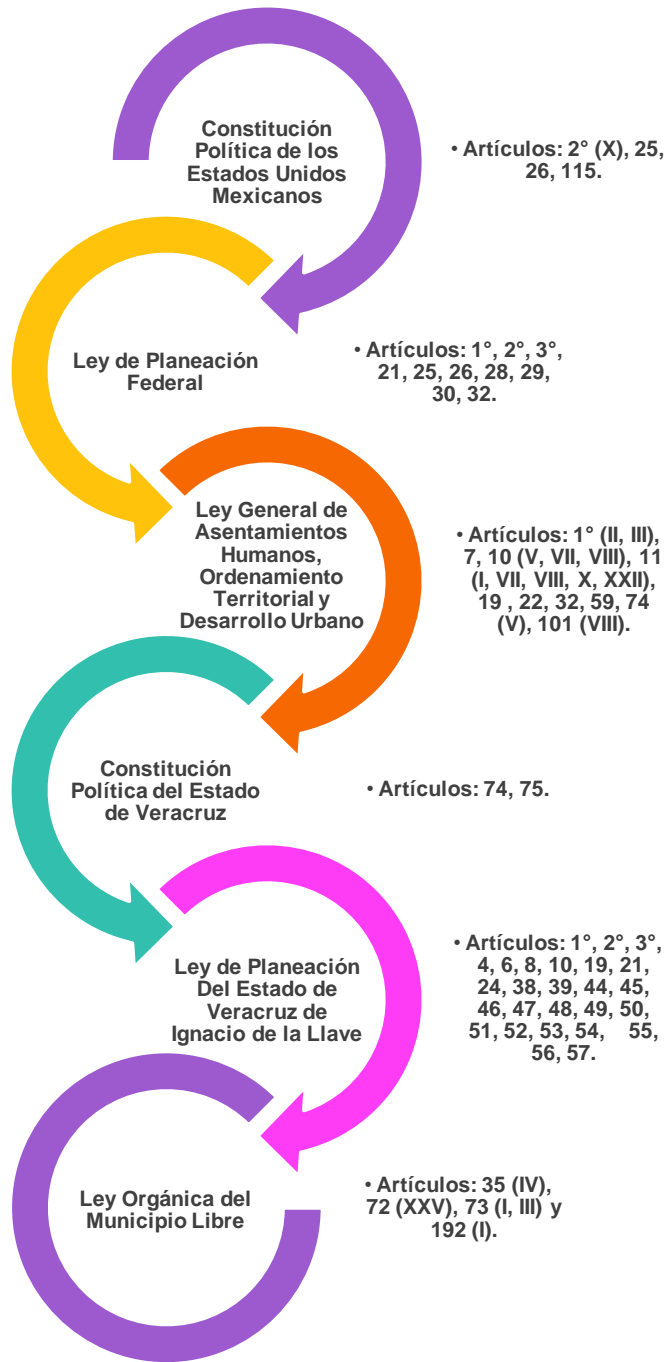 Constitución
Política de los
Estados Unidos
Mexicanos
• Artículos: 2° (X), 25,
26, 115.
Ley de Planeación
Federal
• Artículos: 1°, 2°, 3°,
21, 25, 26, 28, 29,
30, 32.
Ley General de
Asentamientos
Humanos,
Ordenamiento
Territorial y
Desarrollo Urbano
• Artículos: 1° (II, III),
7, 10 (V, VII, VIII), 11
(I, VII, VIII, X, XXII),
19 , 22, 32, 59, 74
(V), 101 (VIII).
Constitución
Política del Estado
de Veracruz
• Artículos: 74, 75.
Ley de Planeación
Del Estado de
Veracruz de
Ignacio de la Llave
• Artículos: 1°, 2°, 3°,
4, 6, 8, 10, 19, 21,
24, 38, 39, 44, 45,
46, 47, 48, 49, 50,
51, 52, 53, 54, 55,
56, 57.
Ley Orgánica del
Municipio Libre
• Artículos: 35 (IV),
72 (XXV), 73 (I, III) y
192 (I).